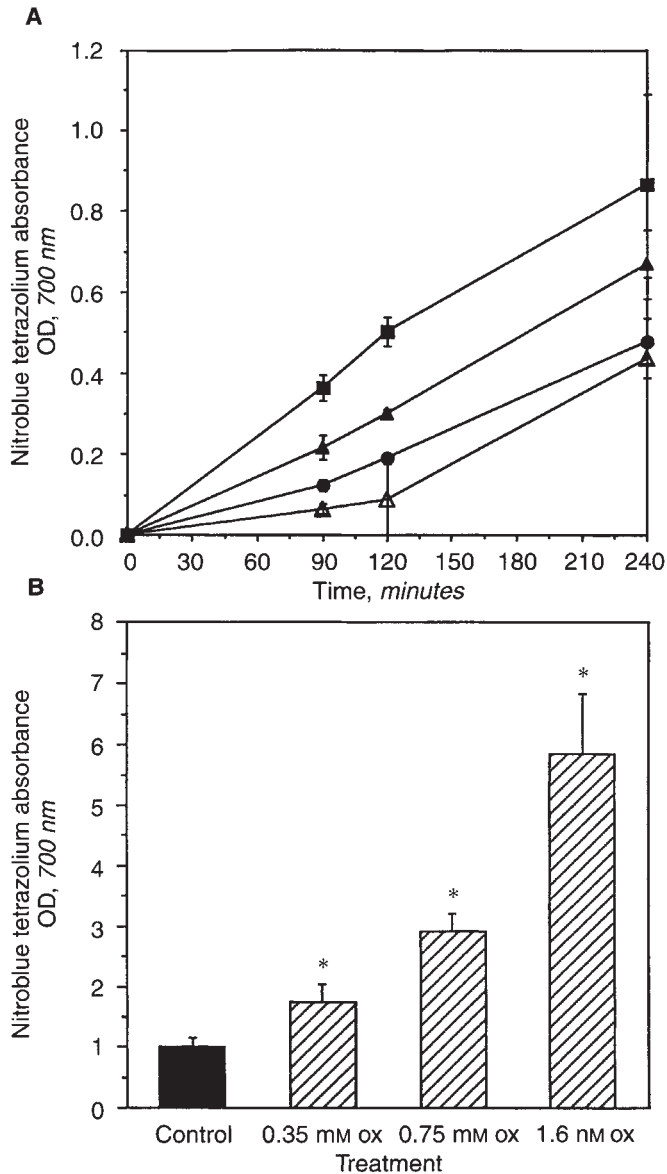 A
Nitroblue tetrazolium absorbance
OD, 700 nm
1.2
1.0
0.8
0.6
0.4
0.2
0.0
0 30 60 90 120 150 180 210 240
Time, minutes
B
Nitroblue tetrazolium absorbance
OD, 700 nm
8
7
6
5
4
3
2
1
0
* * *
Control 0.35 mM ox 0.75 mM ox 1.6 nM ox
Treatment